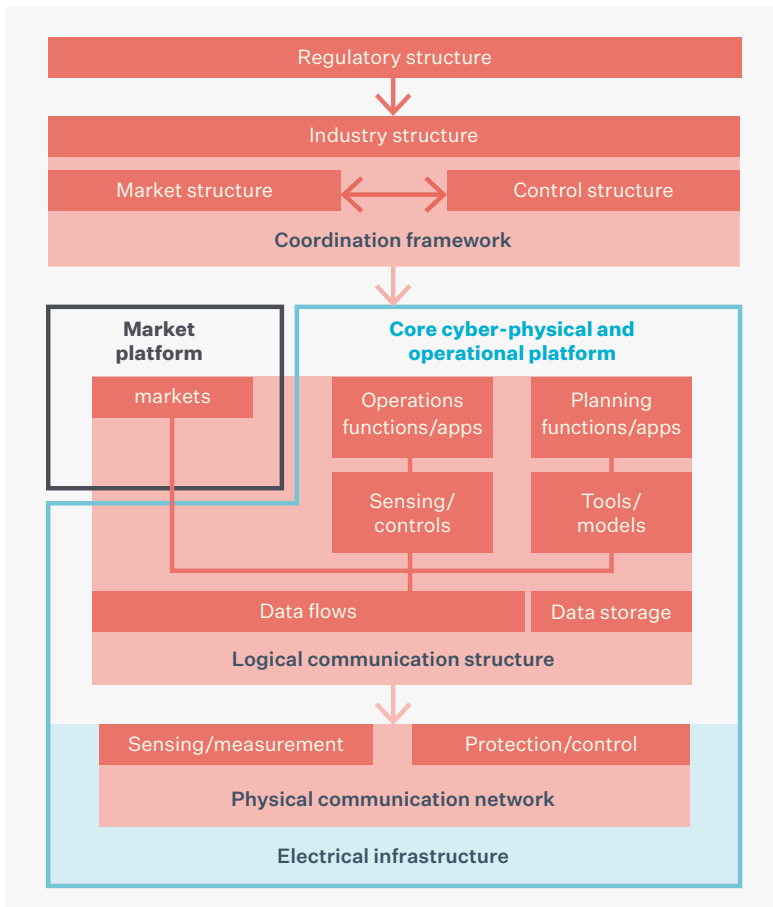 Regulatory structure
Industry structure
Market structure
Control structure
Coordination framework
Market
platform
Core cyber-physical and
operational platform
markets
Operations
functions/apps
Planning
functions/apps
Sensing/
controls
Tools/
models
Data flows
Data storage
Logical communication structure
Sensing/measurement
Protection/control
Physical communication network
Electrical infrastructure